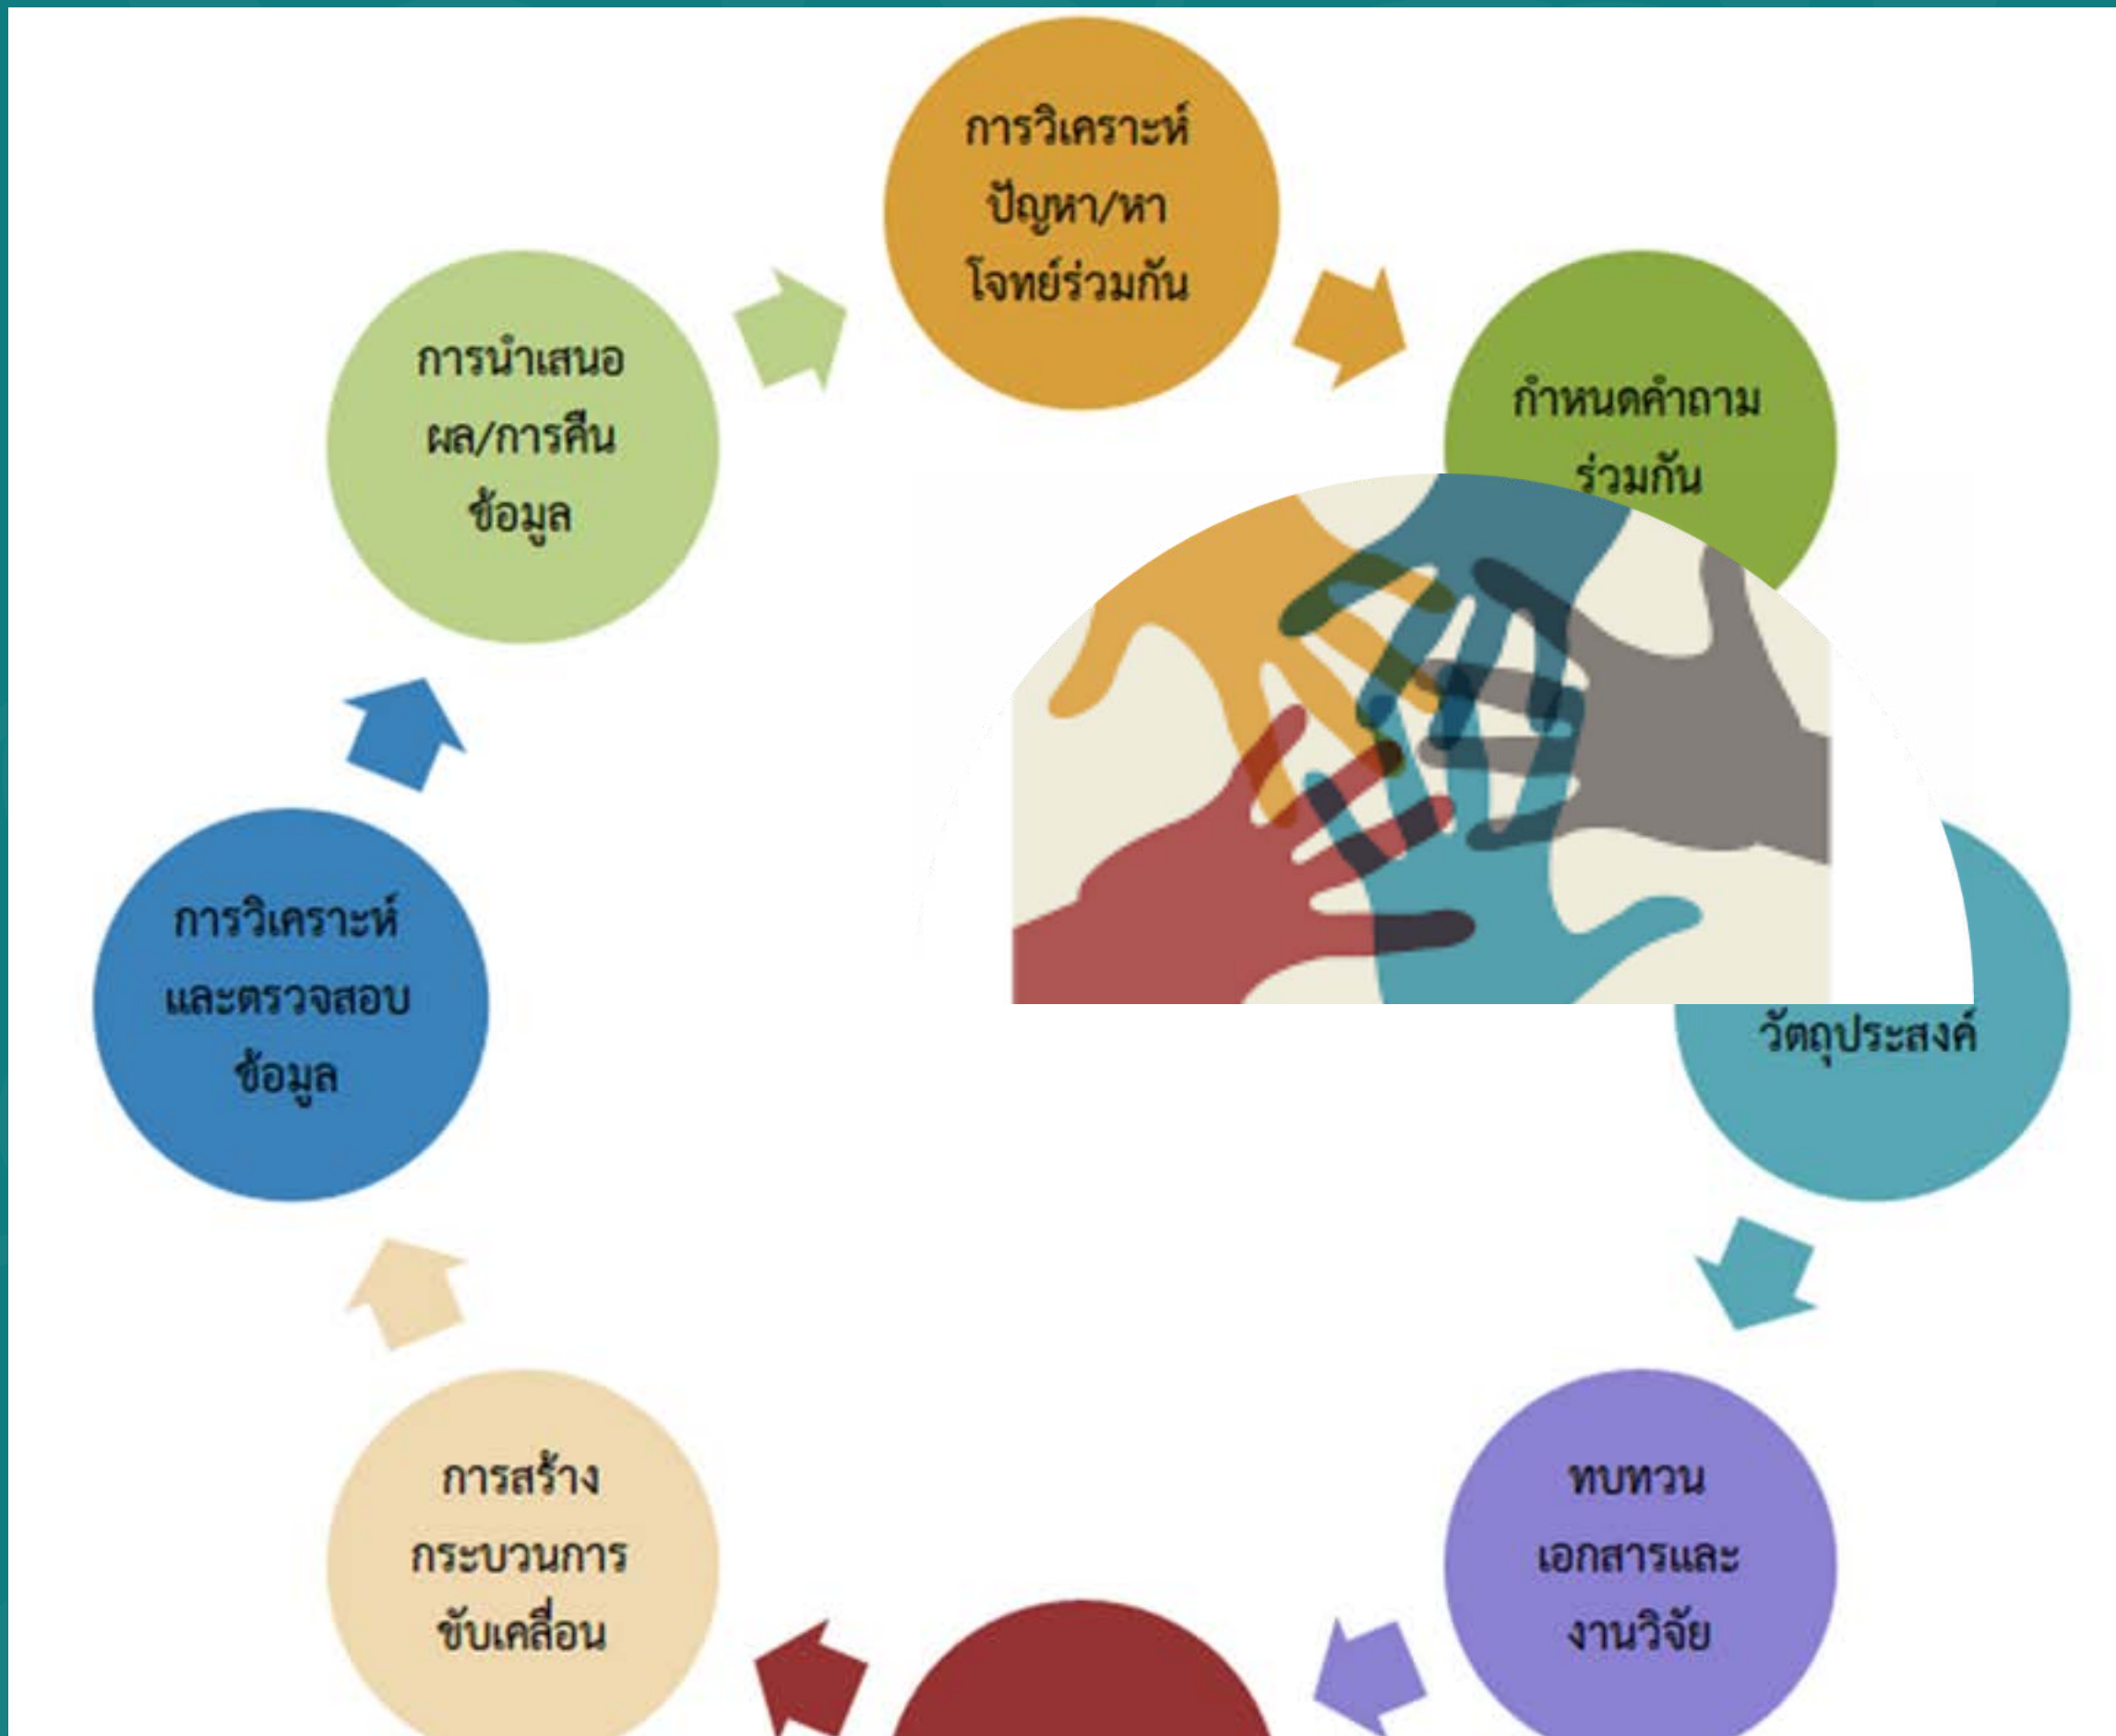 การวิเคราะห์
ปัญหา/หา
โจทย์ร่วมกัน
กำหนดคำถาม
ร่วมกัน
วัตถุประสงค์
ทบทวน
เอกสารและ
งานวิจัย
การสร้าง
กระบวนการ
ขับเคลื่อน
การวิเคราะห์
และตรวจสอบ
ข้อมูล
การนำเสนอ
ผล/การคืน
ข้อมูล